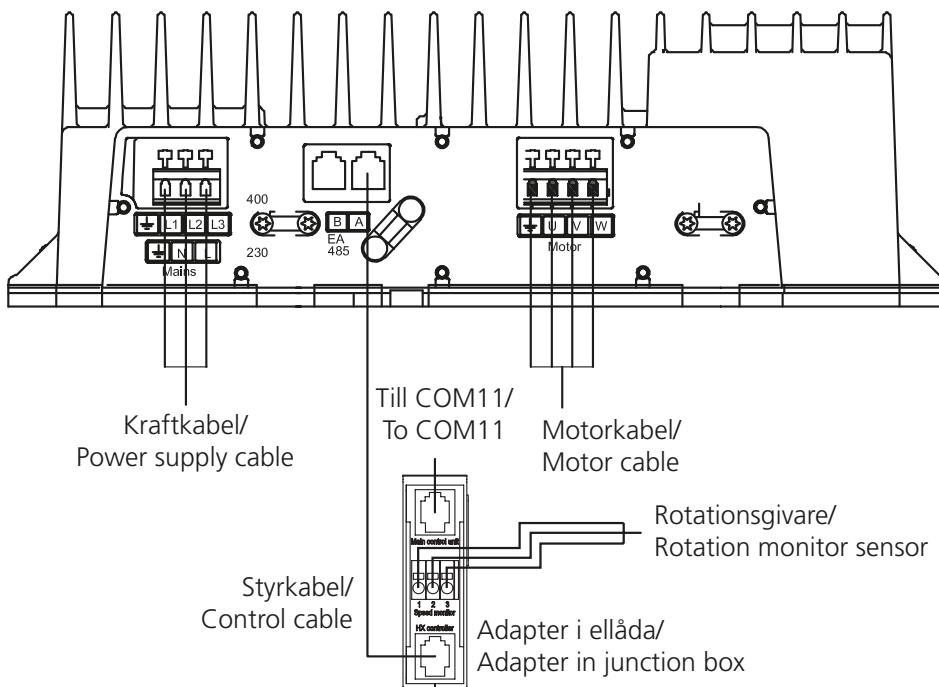 400
L1 L2 L3
B A
U V W
EA
485
230
N L
Mains
Motor
Till COM11/
To COM11
Kraftkabel/
Power supply cable
Motorkabel/
Motor cable
Main control unit
Rotationsgivare/
Rotation monitor sensor
1 2 3
Speed monitor
Styrkabel/
Control cable
HX controller
Adapter i ellåda/
Adapter in junction box